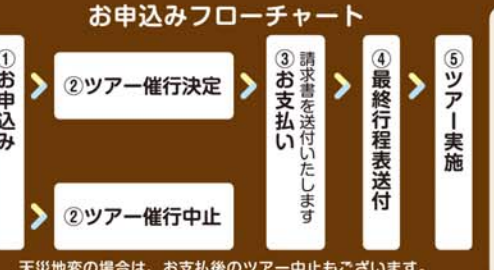 お申込みフローチャート
①お申込み
②ツアー催行決定
②ツアー催行中止
③お支払い
請求書を送付いたします
④最終行程表送付
⑤ツアー実施
天災地変の場合は、お支払後のツアー中止もございます。